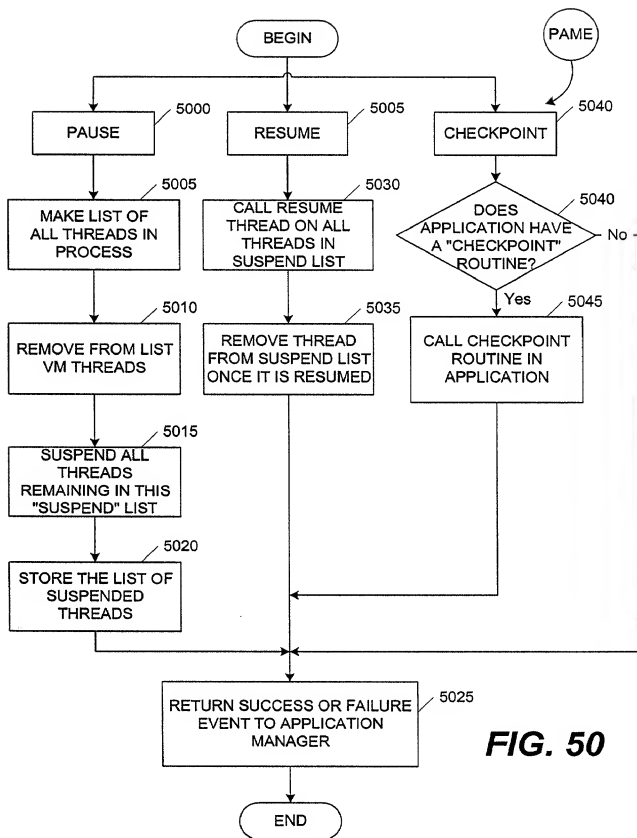 BEGIN
PAME
5000
PAUSE
5005
RESUME
5040
CHECKPOINT
5005
MAKE LIST OF
ALL THREADS IN
PROCESS
5030
CALL RESUME
THREAD ON ALL
THREADS IN
SUSPEND LIST
5040
DOES
APPLICATION HAVE
A "CHECKPOINT"
ROUTINE?
No
Yes
5010
REMOVE FROM LIST
VM THREADS
5035
REMOVE THREAD
FROM SUSPEND LIST
ONCE IT IS RESUMED
5045
CALL CHECKPOINT
ROUTINE IN
APPLICATION
5015
SUSPEND ALL
THREADS
REMAINING IN THIS
"SUSPEND" LIST
5020
STORE THE LIST OF
SUSPENDED
THREADS
5025
RETURN SUCCESS OR FAILURE
EVENT TO APPLICATION
MANAGER
FIG. 50
END